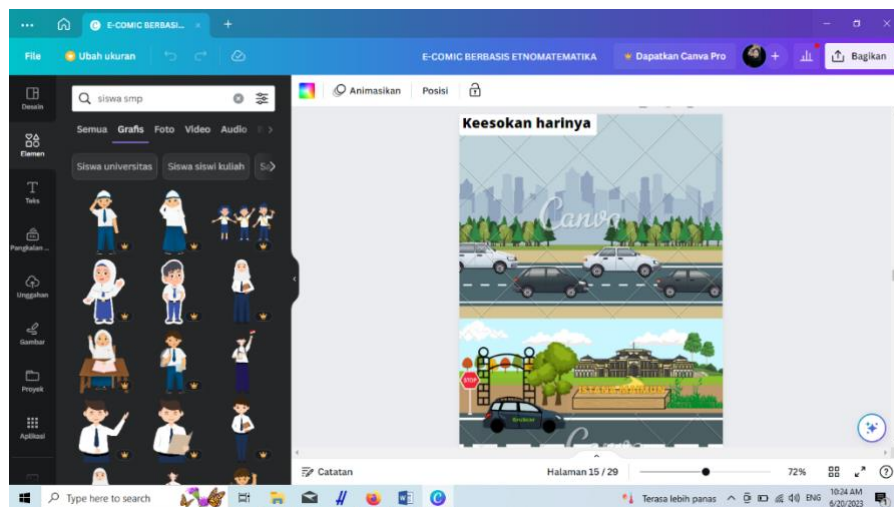 E-COMIC BERBASI...
File
Ubah ukuran
E-COMIC BERBASIS ETNOMATEMATIKA
Dapatkan Canva Pro
Bagikan
Desain
siswa smp
Animasikan
Posisi
Semua Grafis Foto Video Audio
Elemen
Siswa universitas
Siswa siswi kuliah
Teks
Pangkalan ...
Unggahan
Gambar
Proyek
Aplikasi
Keesokan harinya
Canva
STOP
Canva
Catatan
Halaman 15 / 29
72%
Type here to search
Terasa lebih panas
ENG
10:24 AM
6/20/2023